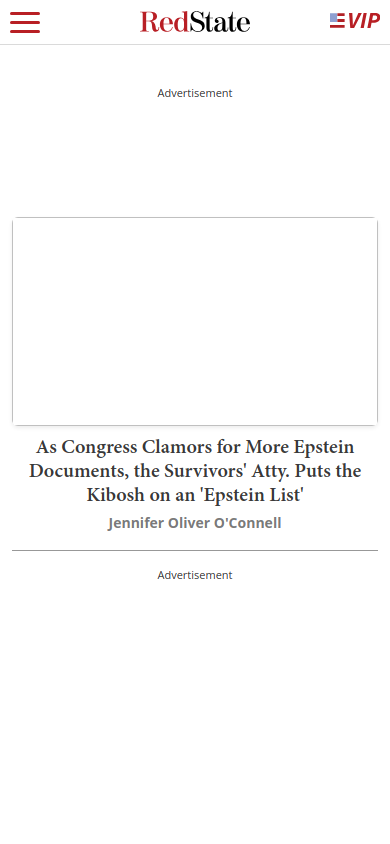 RedState
VIP
Advertisement
As Congress Clamors for More Epstein
Documents, the Survivors' Atty. Puts the
Kibosh on an 'Epstein List'
Jennifer Oliver O'Connell
Advertisement